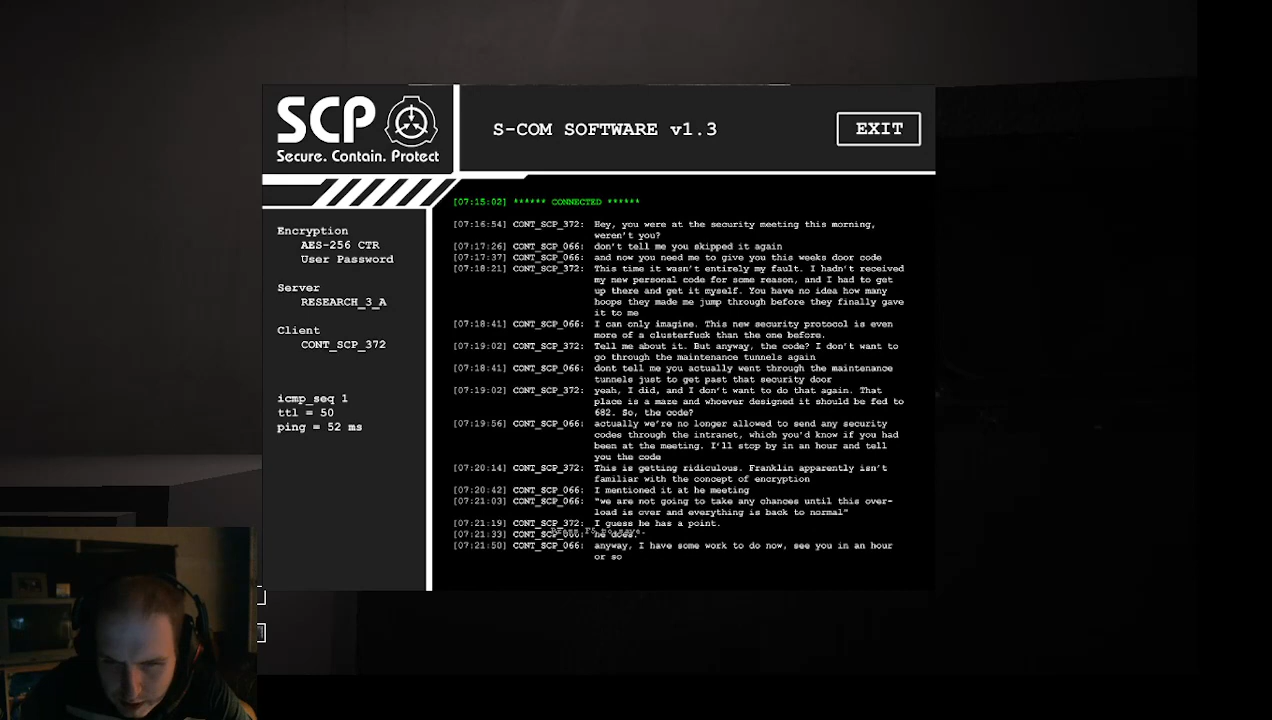 SCP
Secure. Contain. Protect
S-COM SOFTWARE v1.3
EXIT
Encryption
AES-256 CTR
User Password
Server
RESEARCH_3_A
Client
CONT_SCP_372
icmp_seq 1
ttl = 50
ping = 52 ms
[07:15:02] ****** CONNECTED ******
[07:16:54] CONT_SCP_372: Hey, you were at the security meeting this morning,
weren't you?
[07:17:26] CONT_SCP_066: don't tell me you skipped it again
[07:17:37] CONT_SCP_066: and now you need me to give you this weeks door code
[07:18:21] CONT_SCP_372: This time it wasn't entirely my fault. I hadn't received
my new personal code for some reason, and I had to get
up there and get it myself. You have no idea how many
hoops they made me jump through before they finally gave
it to me
[07:18:41] CONT_SCP_066: I can only imagine. This new security protocol is even
more of a clusterfuck than the one before.
[07:19:02] CONT_SCP_372: Tell me about it. But anyway, the code? I don't want to
go through the maintenance tunnels again
[07:18:41] CONT_SCP_066: dont tell me you actually went through the maintenance
tunnels just to get past that security door
[07:19:02] CONT_SCP_372: yeah, I did, and I don't want to do that again. That
place is a maze and whoever designed it should be fed to
682. So, the code?
[07:19:56] CONT_SCP_066: actually we're no longer allowed to send any security
codes through the intranet, which you'd know if you had
been at the meeting. I'll stop by in an hour and tell
you the code
[07:20:14] CONT_SCP_372: This is getting ridiculous. Franklin apparently isn't
familiar with the concept of encryption
[07:20:42] CONT_SCP_066: I mentioned it at he meeting
[07:21:03] CONT_SCP_066: "we are not going to take any chances until this over-
load is over and everything is back to normal"
[07:21:19] CONT_SCP_372: I guess he has a point.
[07:21:33] CONT_SCP_066: he does.
Press F5 to save.
[07:21:50] CONT_SCP_066: anyway, I have some work to do now, see you in an hour
or so